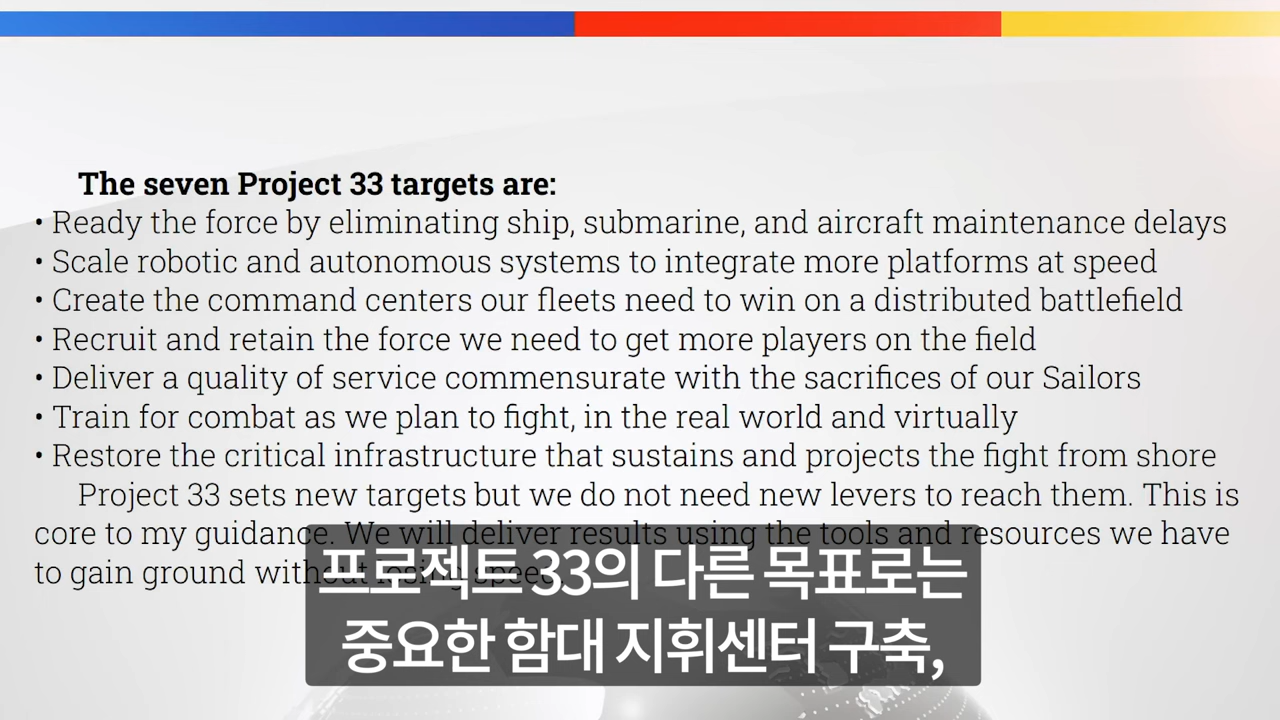 The seven Project 33 targets are:
• Ready the force by eliminating ship, submarine, and aircraft maintenance delays
• Scale robotic and autonomous systems to integrate more platforms at speed
• Create the command centers our fleets need to win on a distributed battlefield
• Recruit and retain the force we need to get more players on the field
• Deliver a quality of service commensurate with the sacrifices of our Sailors
• Train for combat as we plan to fight, in the real world and virtually
• Restore the critical infrastructure that sustains and projects the fight from shore
Project 33 sets new targets but we do not need new levers to reach them. This is
core to my guidance. We will deliver results using the tools and resources we have
to gain ground without losing speed.
프로젝트 33의 다른 목표로는
중요한 함대 지휘센터 구축,